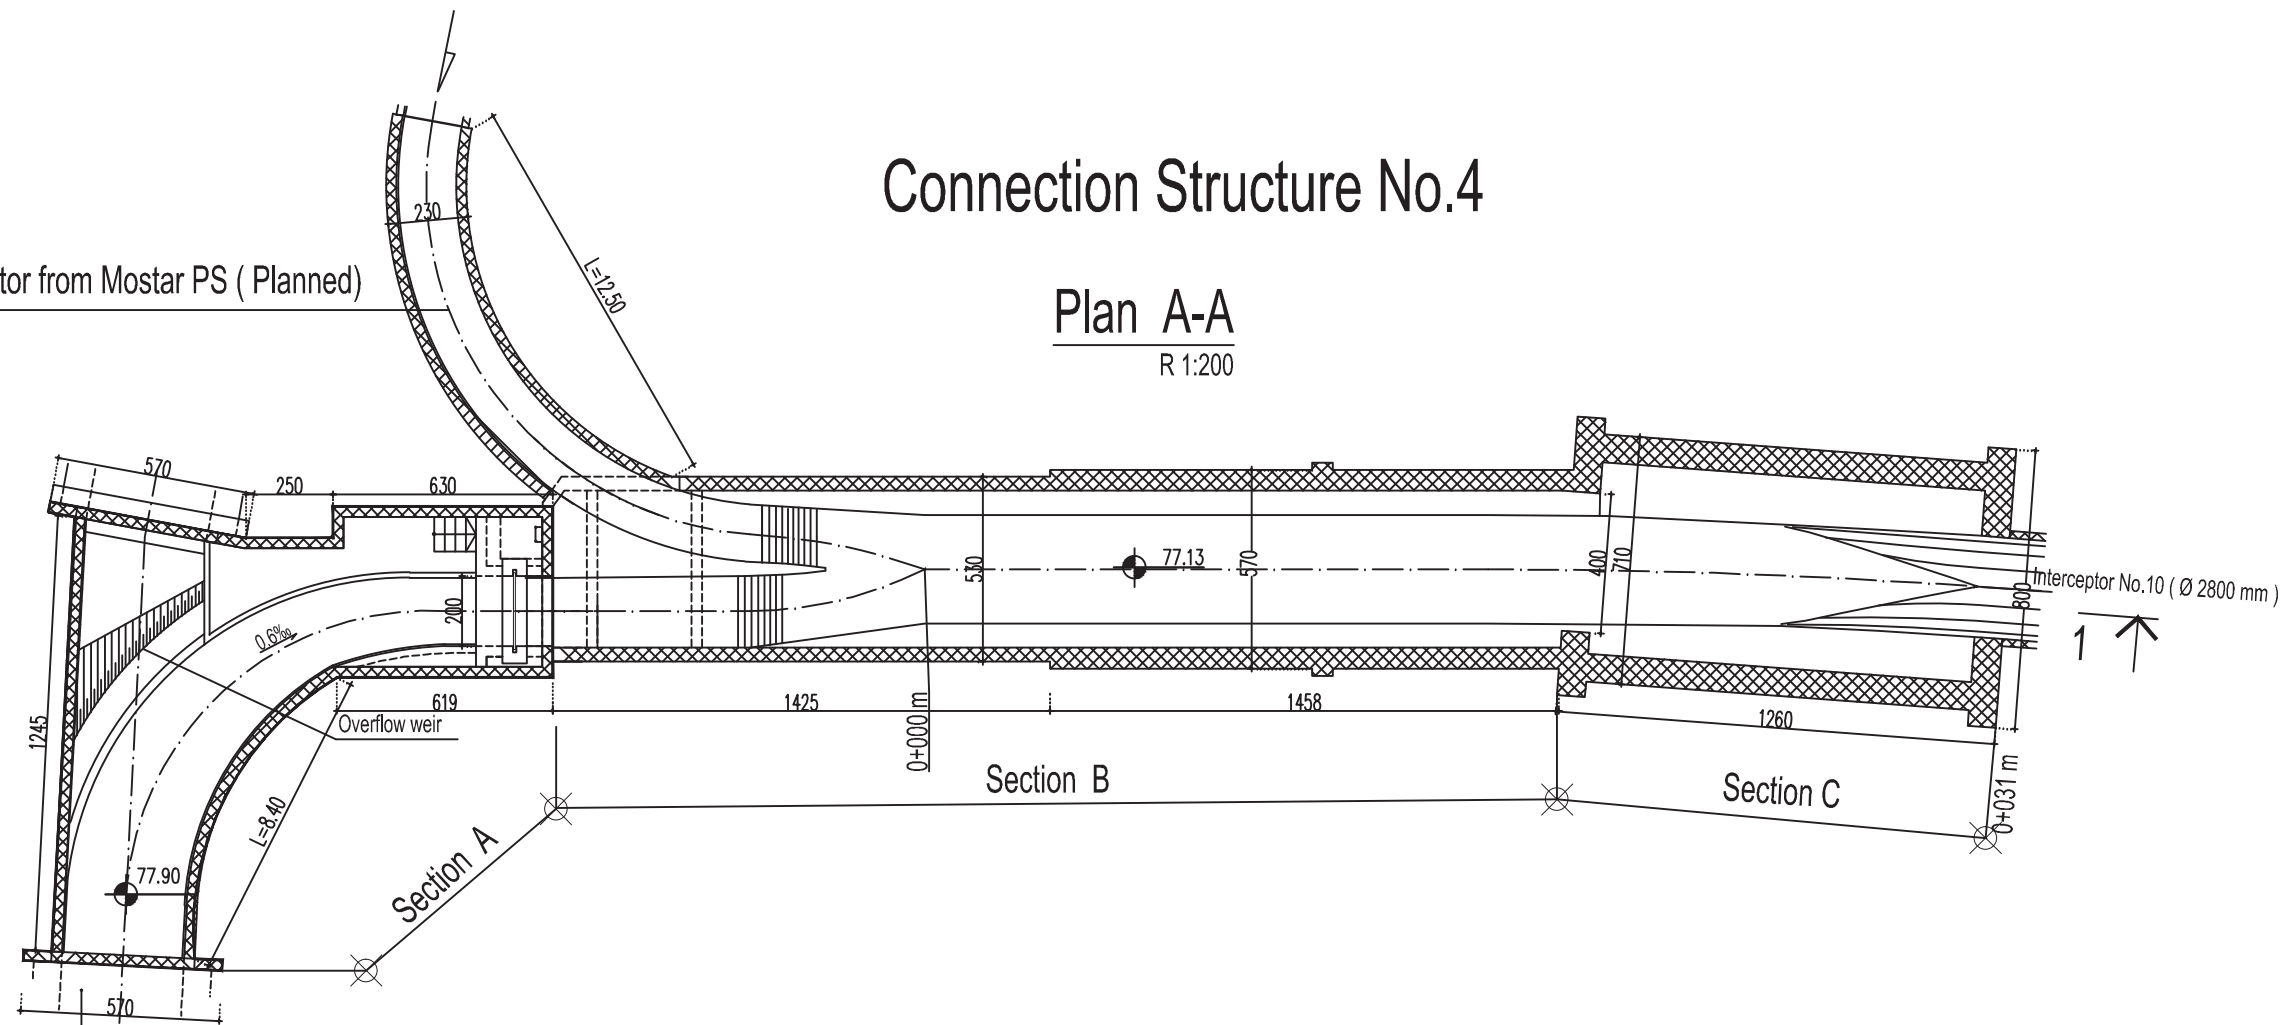 Connection Structure No.4
Plan A-A
R 1:200
230
L=12.50
tor from Mostar PS ( Planned)
570
250
630
530
570
77.13
400
710
800
Interceptor No.10 ( Ø 2800 mm )
1
200
0.6‰
1245
Overflow weir
619
1425
1458
1260
0+000 m
0+031 m
Section A
Section B
Section C
L=8.40
77.90
570